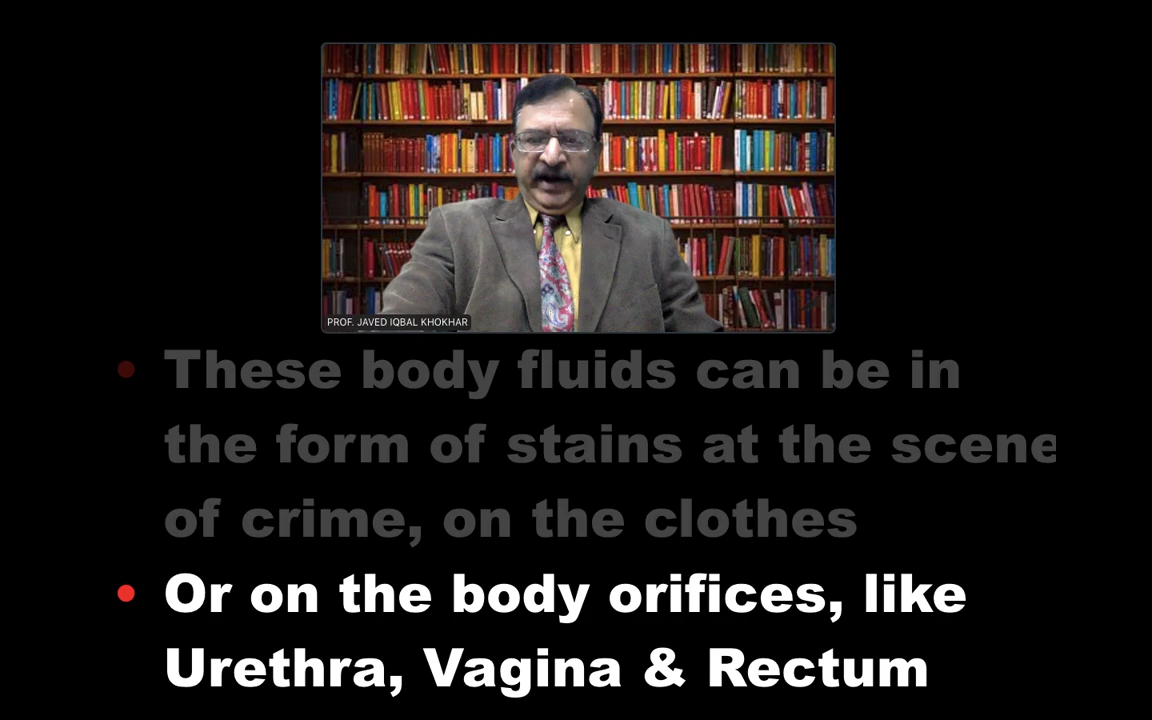 PROF. JAVED IQBAL KHOKHAR
• These body fluids can be in
the form of stains at the scene
of crime, on the clothes
• Or on the body orifices, like
Urethra, Vagina & Rectum